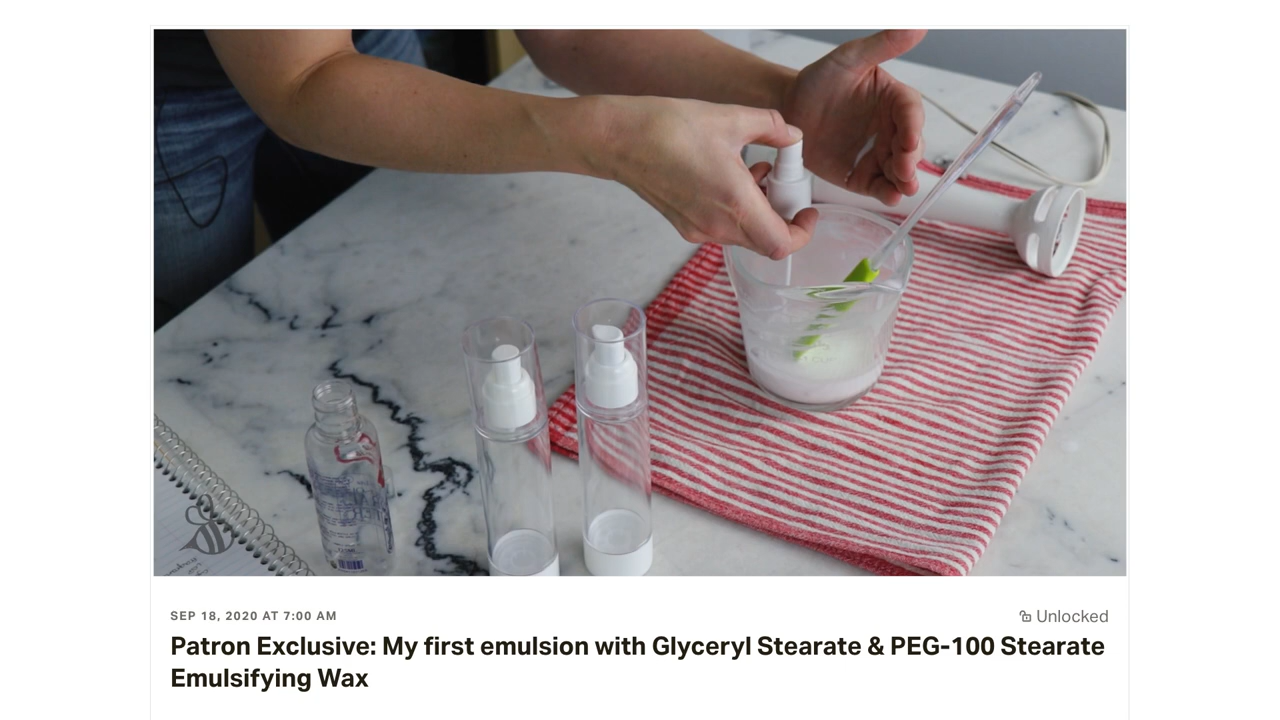 SEP 18, 2020 AT 7:00 AM
Unlocked
Patron Exclusive: My first emulsion with Glyceryl Stearate & PEG-100 Stearate
Emulsifying Wax